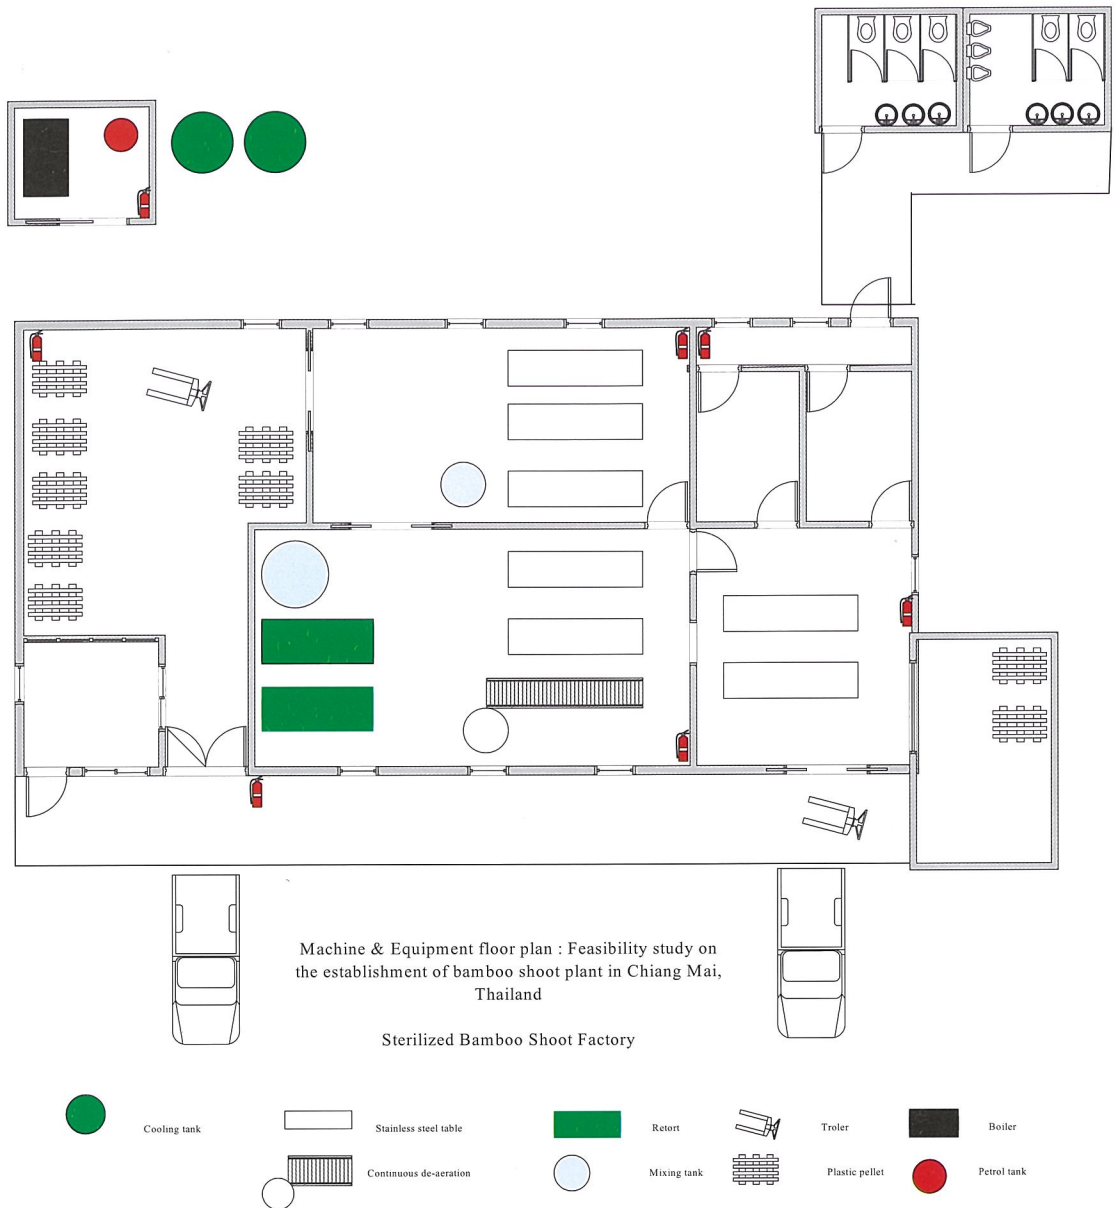 Machine & Equipment floor plan : Feasibility study on
the establishment of bamboo shoot plant in Chiang Mai,
Thailand
Sterilized Bamboo Shoot Factory
Cooling tank
Stainless steel table
Retort
Troler
Boiler
Continuous de-aeration
Mixing tank
Plastic pellet
Petrol tank